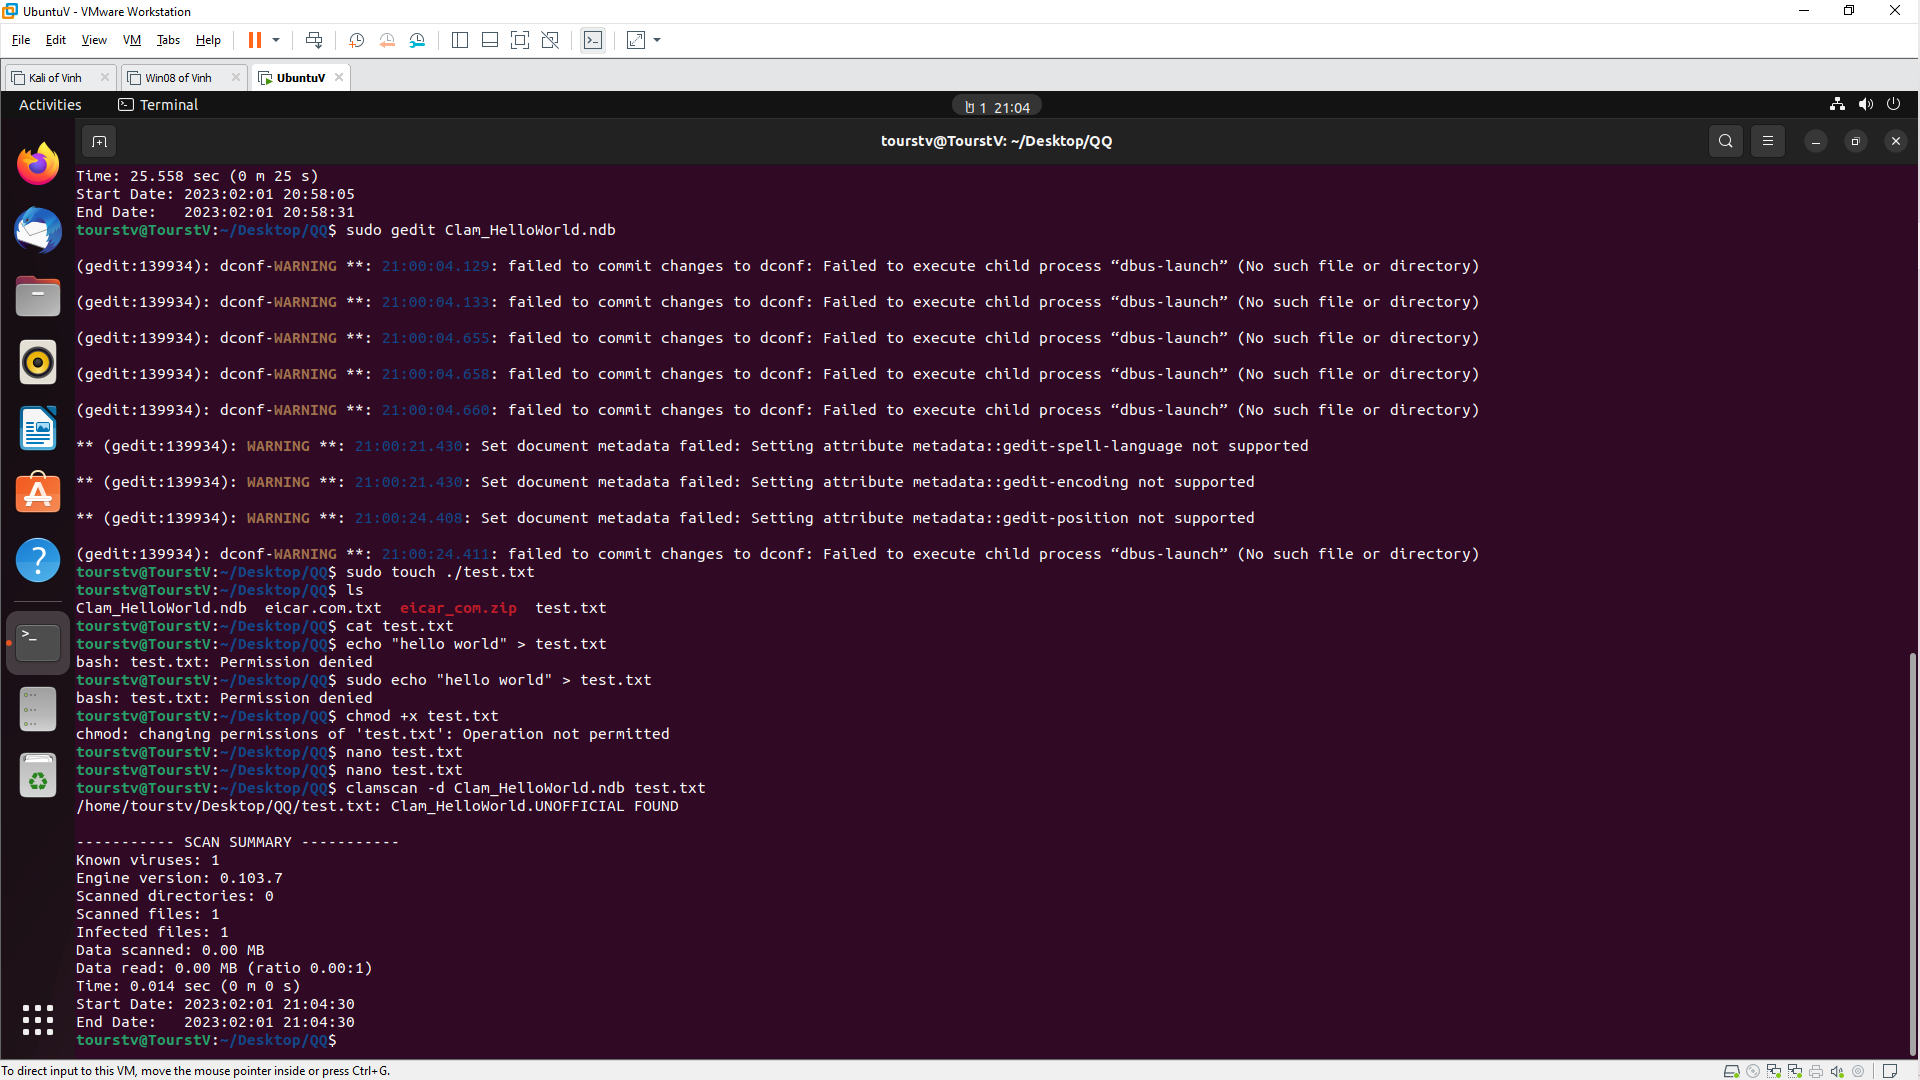 UbuntuV - VMware Workstation
File Edit View VM Tabs Help
Kali of Vinh Win08 of Vinh UbuntuV
Activities Terminal 1 21:04
tourstv@TourstV: ~/Desktop/QQ
Time: 25.558 sec (0 m 25 s)
Start Date: 2023:02:01 20:58:05
End Date:   2023:02:01 20:58:31
tourstv@TourstV:~/Desktop/QQ$ sudo gedit Clam_HelloWorld.ndb
(gedit:139934): dconf-WARNING **: 21:00:04.129: failed to commit changes to dconf: Failed to execute child process “dbus-launch” (No such file or directory)
(gedit:139934): dconf-WARNING **: 21:00:04.133: failed to commit changes to dconf: Failed to execute child process “dbus-launch” (No such file or directory)
(gedit:139934): dconf-WARNING **: 21:00:04.655: failed to commit changes to dconf: Failed to execute child process “dbus-launch” (No such file or directory)
(gedit:139934): dconf-WARNING **: 21:00:04.658: failed to commit changes to dconf: Failed to execute child process “dbus-launch” (No such file or directory)
(gedit:139934): dconf-WARNING **: 21:00:04.660: failed to commit changes to dconf: Failed to execute child process “dbus-launch” (No such file or directory)
** (gedit:139934): WARNING **: 21:00:21.430: Set document metadata failed: Setting attribute metadata::gedit-spell-language not supported
** (gedit:139934): WARNING **: 21:00:21.430: Set document metadata failed: Setting attribute metadata::gedit-encoding not supported
** (gedit:139934): WARNING **: 21:00:24.408: Set document metadata failed: Setting attribute metadata::gedit-position not supported
(gedit:139934): dconf-WARNING **: 21:00:24.411: failed to commit changes to dconf: Failed to execute child process “dbus-launch” (No such file or directory)
tourstv@TourstV:~/Desktop/QQ$ sudo touch ./test.txt
tourstv@TourstV:~/Desktop/QQ$ ls
Clam_HelloWorld.ndb  eicar.com.txt  eicar_com.zip  test.txt
tourstv@TourstV:~/Desktop/QQ$ cat test.txt
tourstv@TourstV:~/Desktop/QQ$ echo "hello world" > test.txt
bash: test.txt: Permission denied
tourstv@TourstV:~/Desktop/QQ$ sudo echo "hello world" > test.txt
bash: test.txt: Permission denied
tourstv@TourstV:~/Desktop/QQ$ chmod +x test.txt
chmod: changing permissions of 'test.txt': Operation not permitted
tourstv@TourstV:~/Desktop/QQ$ nano test.txt
tourstv@TourstV:~/Desktop/QQ$ nano test.txt
tourstv@TourstV:~/Desktop/QQ$ clamscan -d Clam_HelloWorld.ndb test.txt
/home/tourstv/Desktop/QQ/test.txt: Clam_HelloWorld.UNOFFICIAL FOUND
----------- SCAN SUMMARY -----------
Known viruses: 1
Engine version: 0.103.7
Scanned directories: 0
Scanned files: 1
Infected files: 1
Data scanned: 0.00 MB
Data read: 0.00 MB (ratio 0.00:1)
Time: 0.014 sec (0 m 0 s)
Start Date: 2023:02:01 21:04:30
End Date:   2023:02:01 21:04:30
tourstv@TourstV:~/Desktop/QQ$
To direct input to this VM, move the mouse pointer inside or press Ctrl+G.